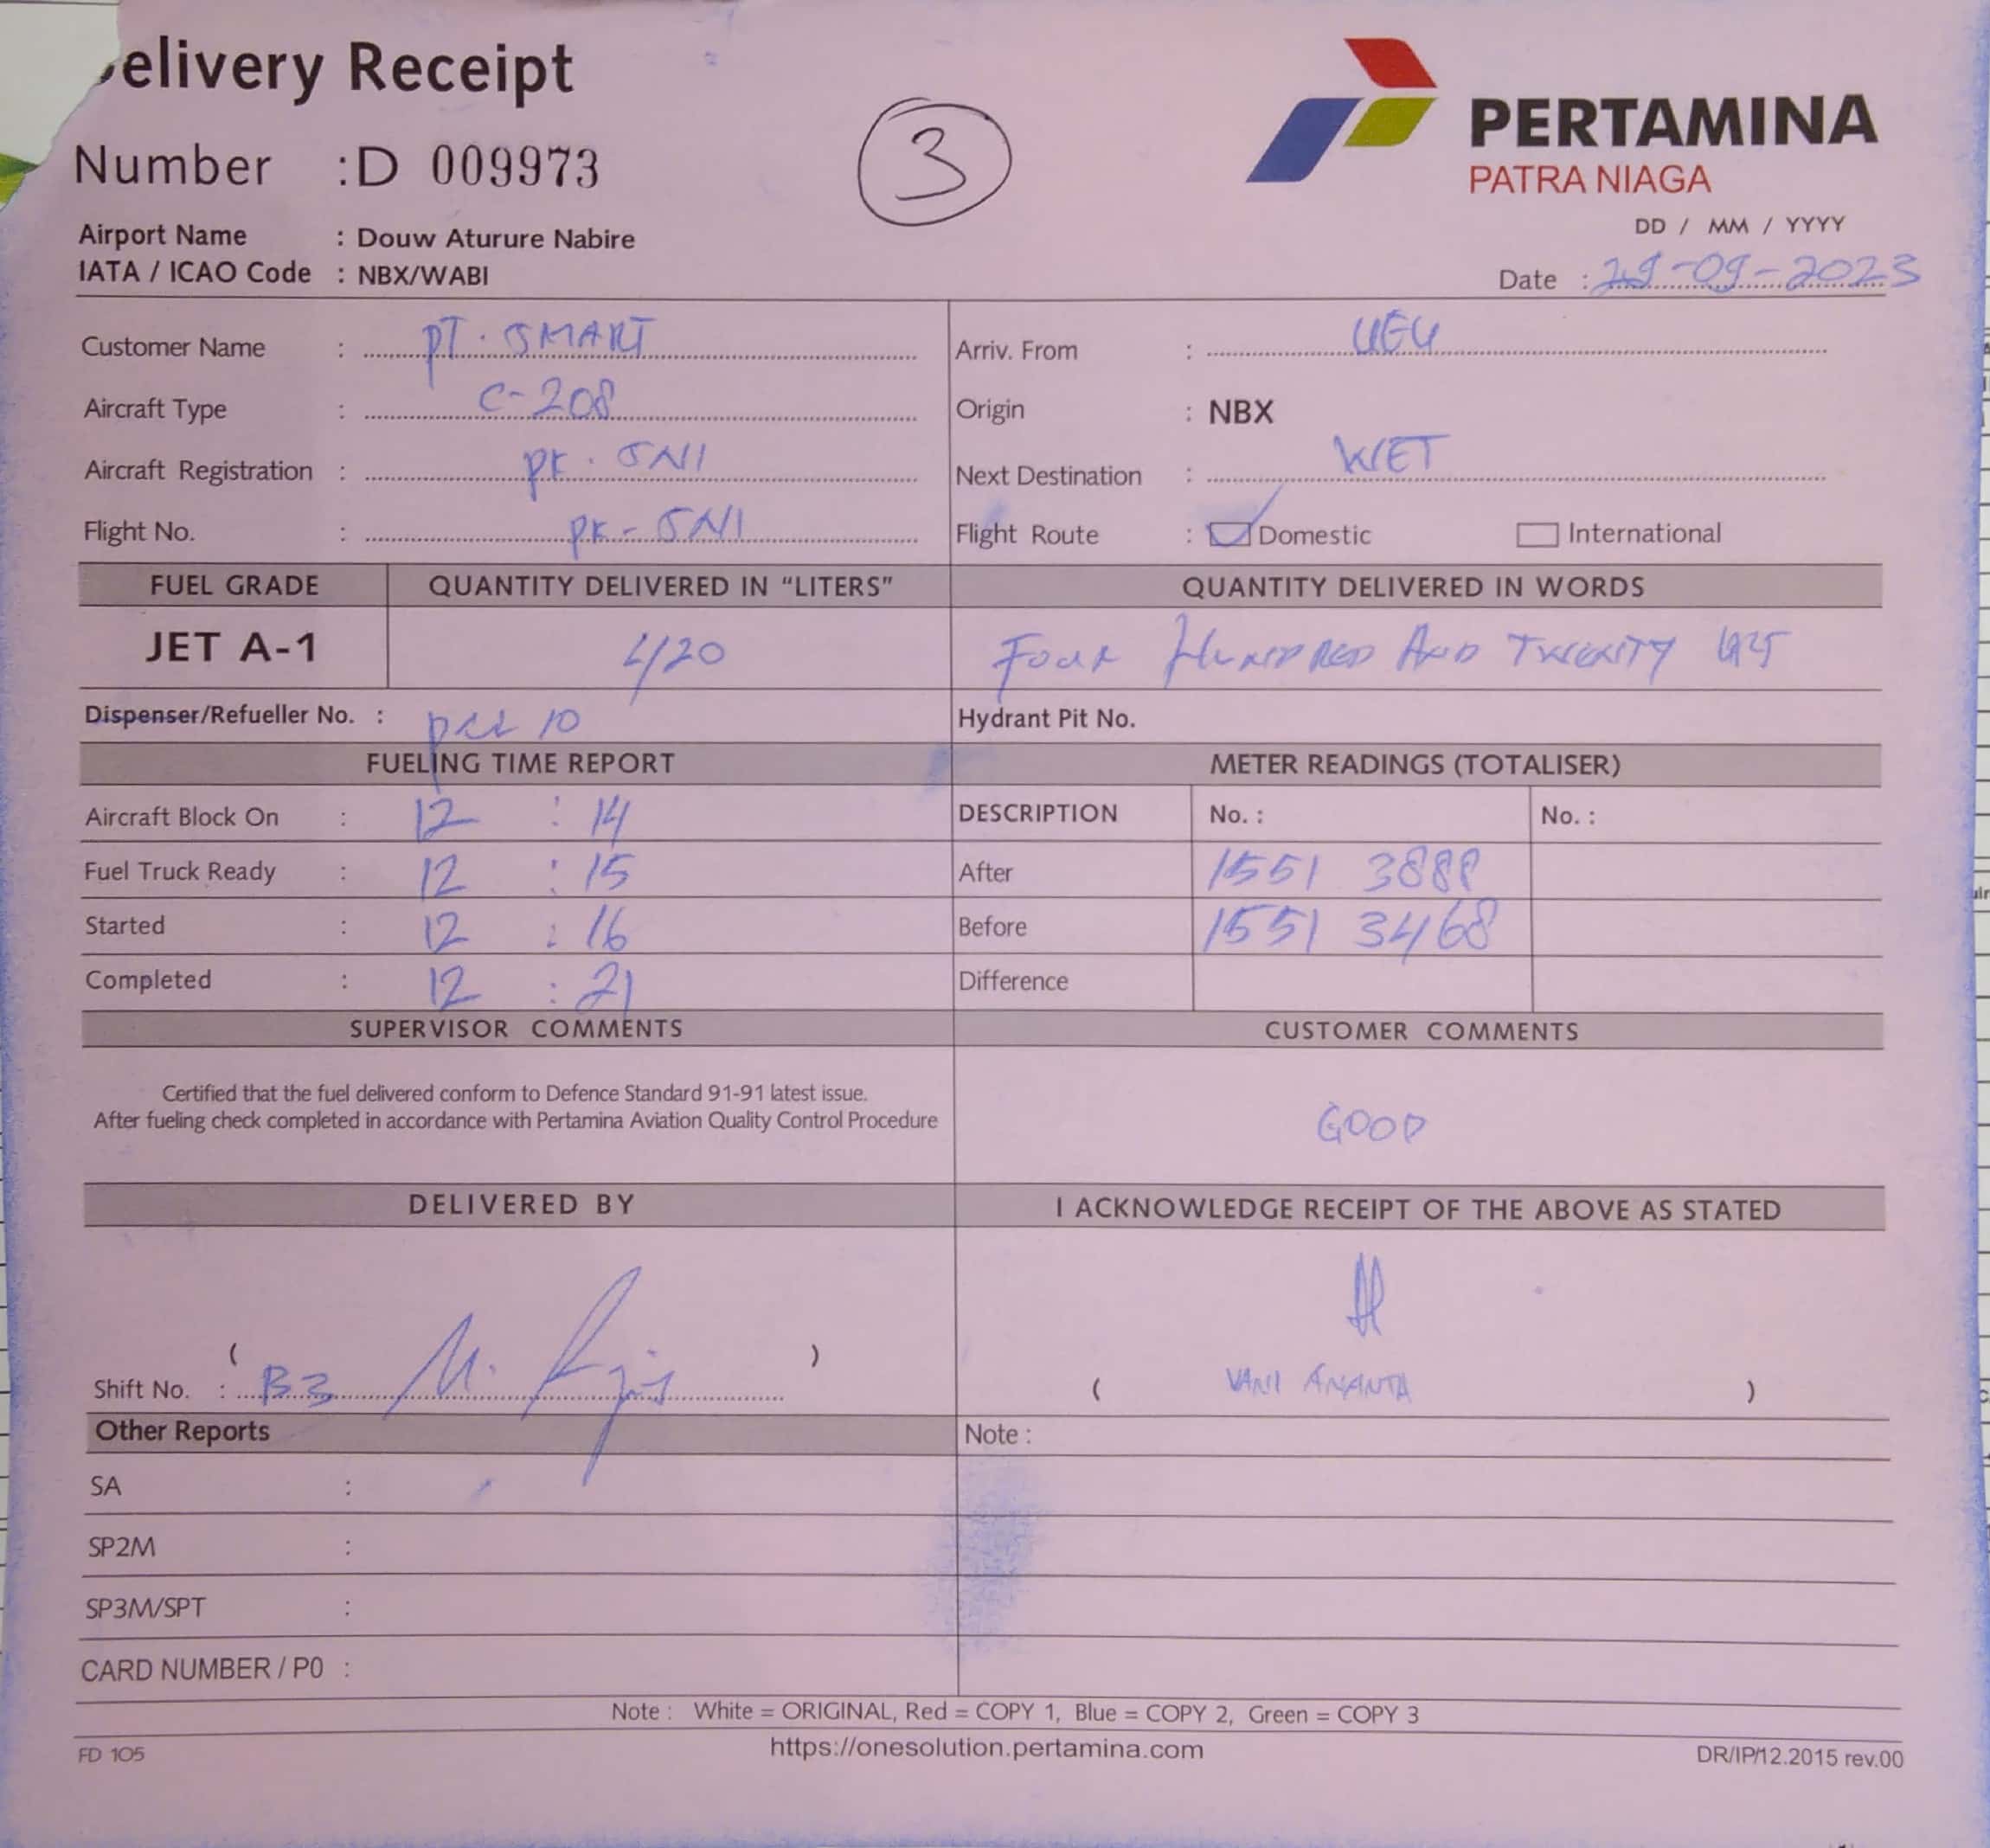 elivery Receipt
Number : D 009973
3
PERTAMINA
PATRA NIAGA
Airport Name : Douw Aturure Nabire
IATA / ICAO Code : NBX/WABI
DD / MM / YYYY
Date : 29-09-2023
Customer Name : PT. SMART
Arriv. From :
Aircraft Type : C-208
Origin : NBX
Aircraft Registration : PK. SNI
Next Destination : WET
Flight No. : PK-SNI
Flight Route : Domestic International
FUEL GRADE QUANTITY DELIVERED IN "LITERS" QUANTITY DELIVERED IN WORDS
JET A-1 420 FOUR HUNDRED AND TWENTY
Dispenser/Refueller No. : 10
Hydrant Pit No.
FUELING TIME REPORT METER READINGS (TOTALISER)
Aircraft Block On : 12 : 14 DESCRIPTION No. : No. :
Fuel Truck Ready : 12 : 15 After 1551 3888
Started : 12 : 16 Before 1551 3468
Completed : 12 : 21 Difference
SUPERVISOR COMMENTS CUSTOMER COMMENTS
Certified that the fuel delivered conform to Defence Standard 91-91 latest issue.
After fueling check completed in accordance with Pertamina Aviation Quality Control Procedure
GOOD
DELIVERED BY I ACKNOWLEDGE RECEIPT OF THE ABOVE AS STATED
( )
Shift No. : B3
( VANI ANANTA )
Other Reports Note :
SA :
SP2M :
SP3M/SPT :
CARD NUMBER / P0 :
Note : White = ORIGINAL, Red = COPY 1, Blue = COPY 2, Green = COPY 3
FD 105 https://onesolution.pertamina.com DR/IP/12.2015 rev.00